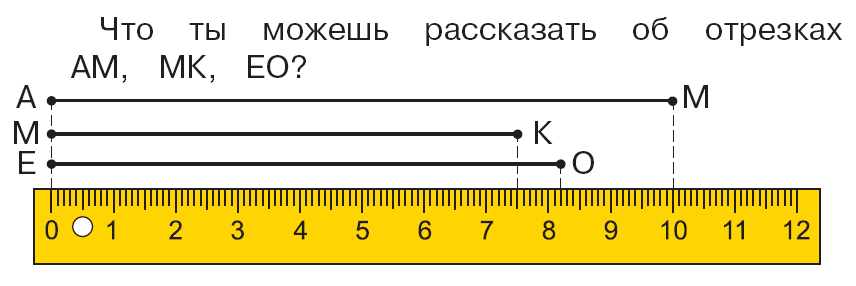 Что ты можешь рассказать об отрезках
АМ, МК, ЕО?
А М
М К
Е О
0 1 2 3 4 5 6 7 8 9 10 11 12